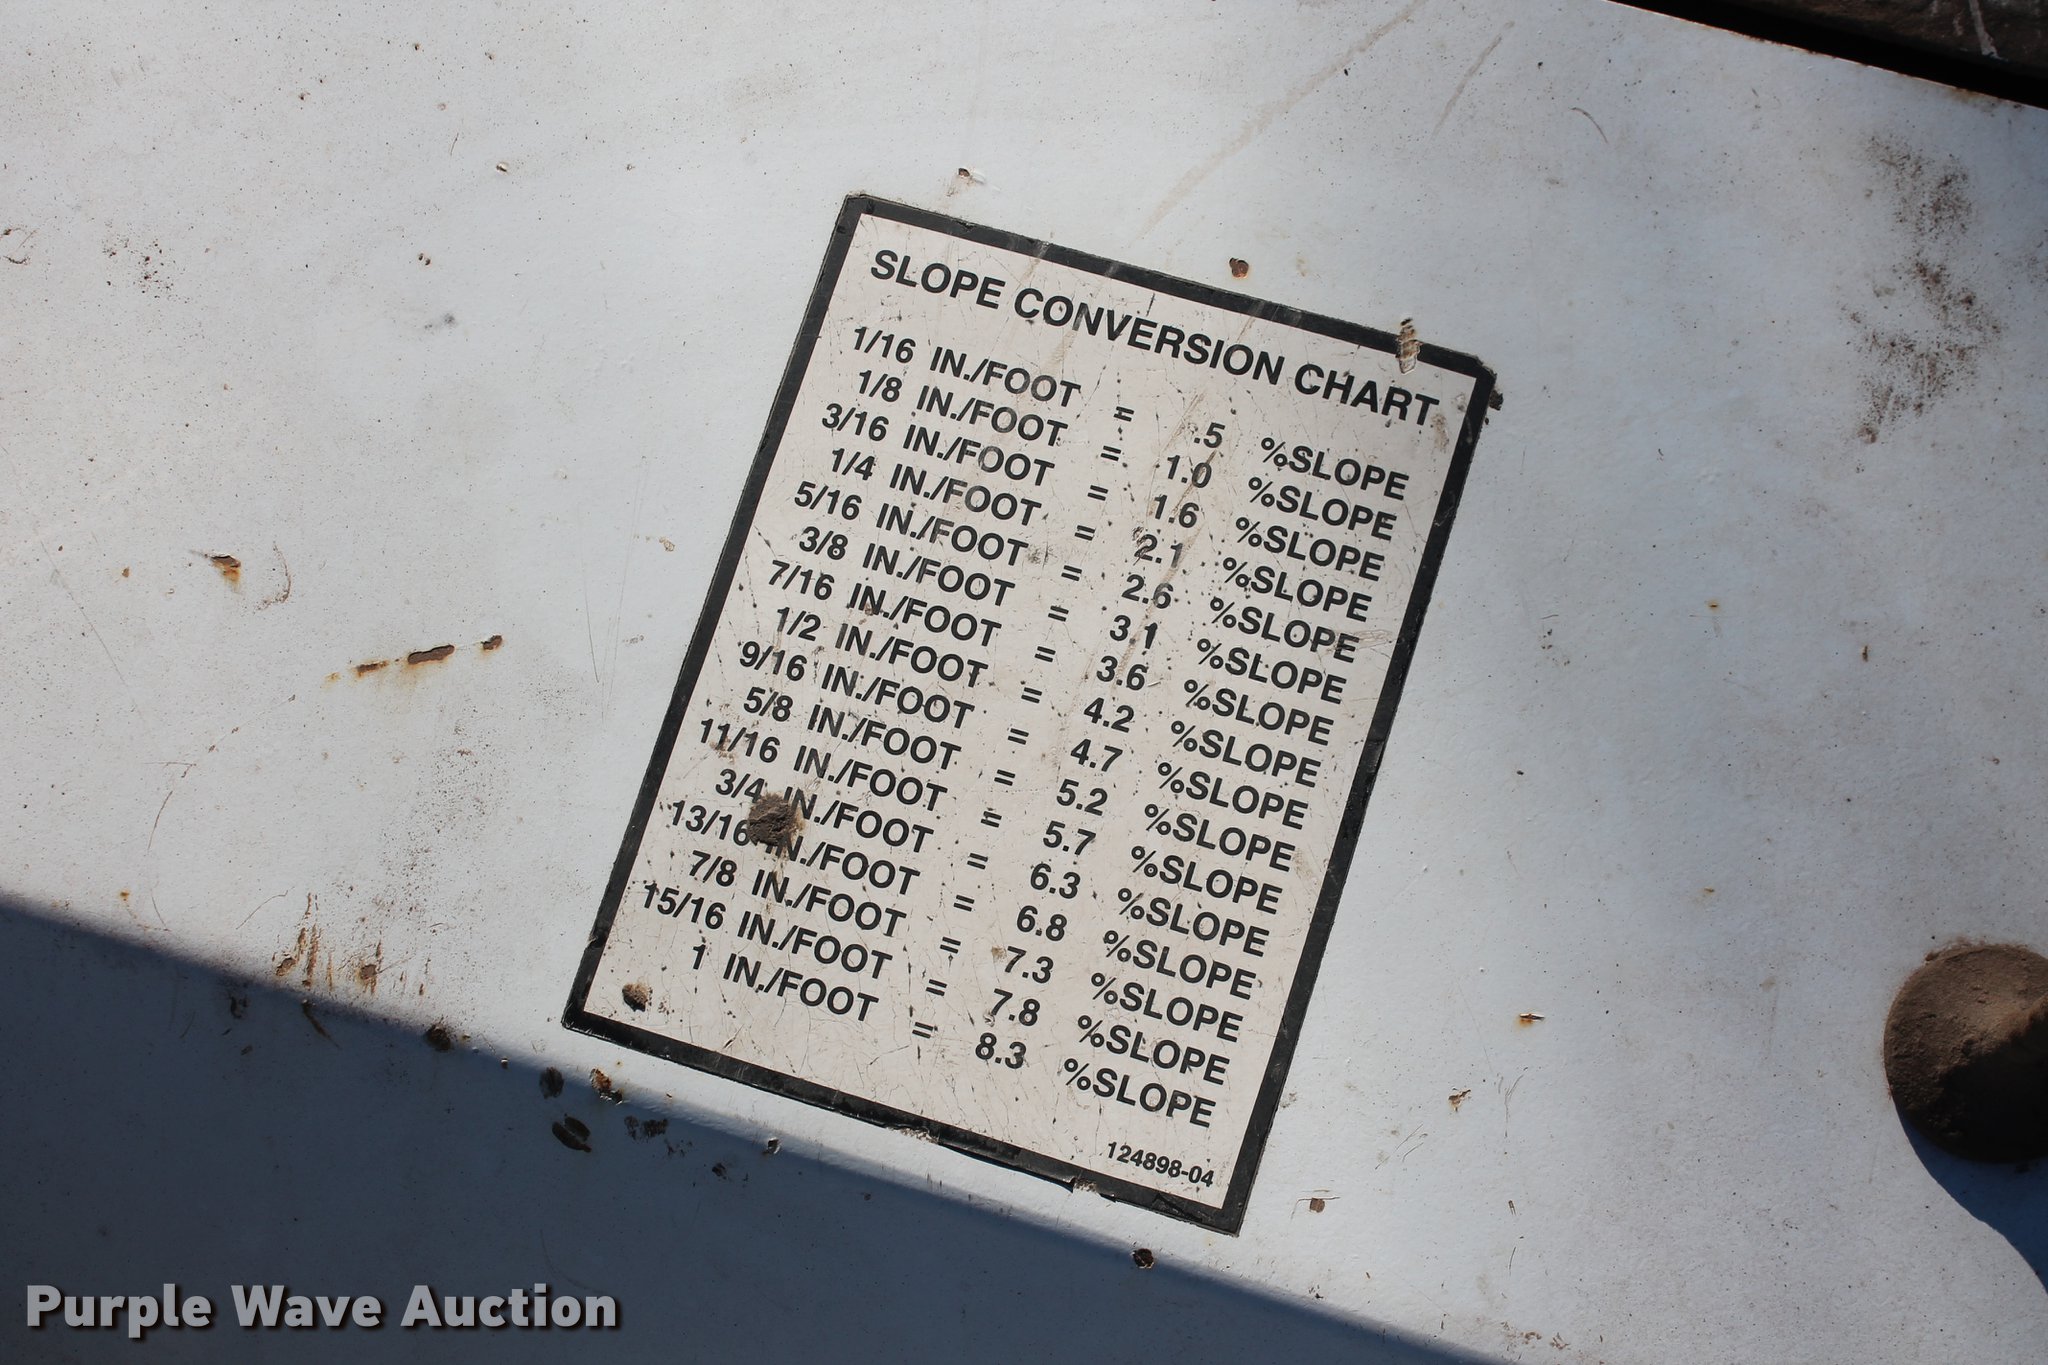 SLOPE CONVERSION CHART
1/16 IN./FOOT = .5 %SLOPE
1/8 IN./FOOT = 1.0 %SLOPE
3/16 IN./FOOT = 1.6 %SLOPE
1/4 IN./FOOT = 2.1 %SLOPE
5/16 IN./FOOT = 2.6 %SLOPE
3/8 IN./FOOT = 3.1 %SLOPE
7/16 IN./FOOT = 3.6 %SLOPE
1/2 IN./FOOT = 4.2 %SLOPE
9/16 IN./FOOT = 4.7 %SLOPE
5/8 IN./FOOT = 5.2 %SLOPE
11/16 IN./FOOT = 5.7 %SLOPE
3/4 IN./FOOT = 6.3 %SLOPE
13/16 IN./FOOT = 6.8 %SLOPE
7/8 IN./FOOT = 7.3 %SLOPE
15/16 IN./FOOT = 7.8 %SLOPE
1 IN./FOOT = 8.3 %SLOPE
124898-04
Purple Wave Auction